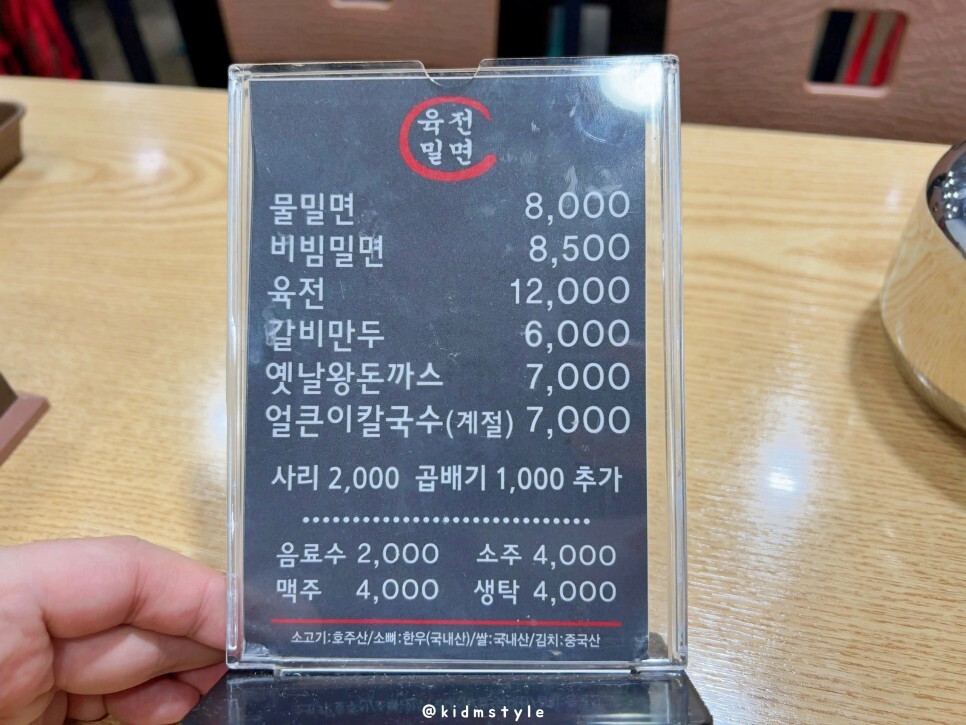 육전
밀면
물밀면 8,000
버빔밀면 8,500
육전 12,000
갈비만두 6,000
옛날왕돈까스 7,000
얼큰이칼국수(계절) 7,000
사리 2,000 곱배기 1,000 추가
음료수 2,000 소주 4,000
맥주 4,000 생탁 4,000
소고기:호주산/소뼈:한우(국내산)/쌀:국내산/김치:중국산
@kidmstyle